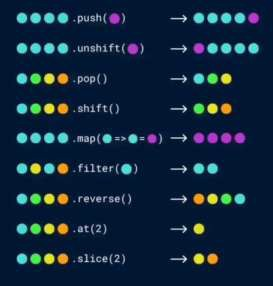 .push( ) →
.unshift( ) →
.pop() →
.shift() →
.map( => = ) →
.filter( ) →
.reverse() →
.at(2) →
.slice(2) →